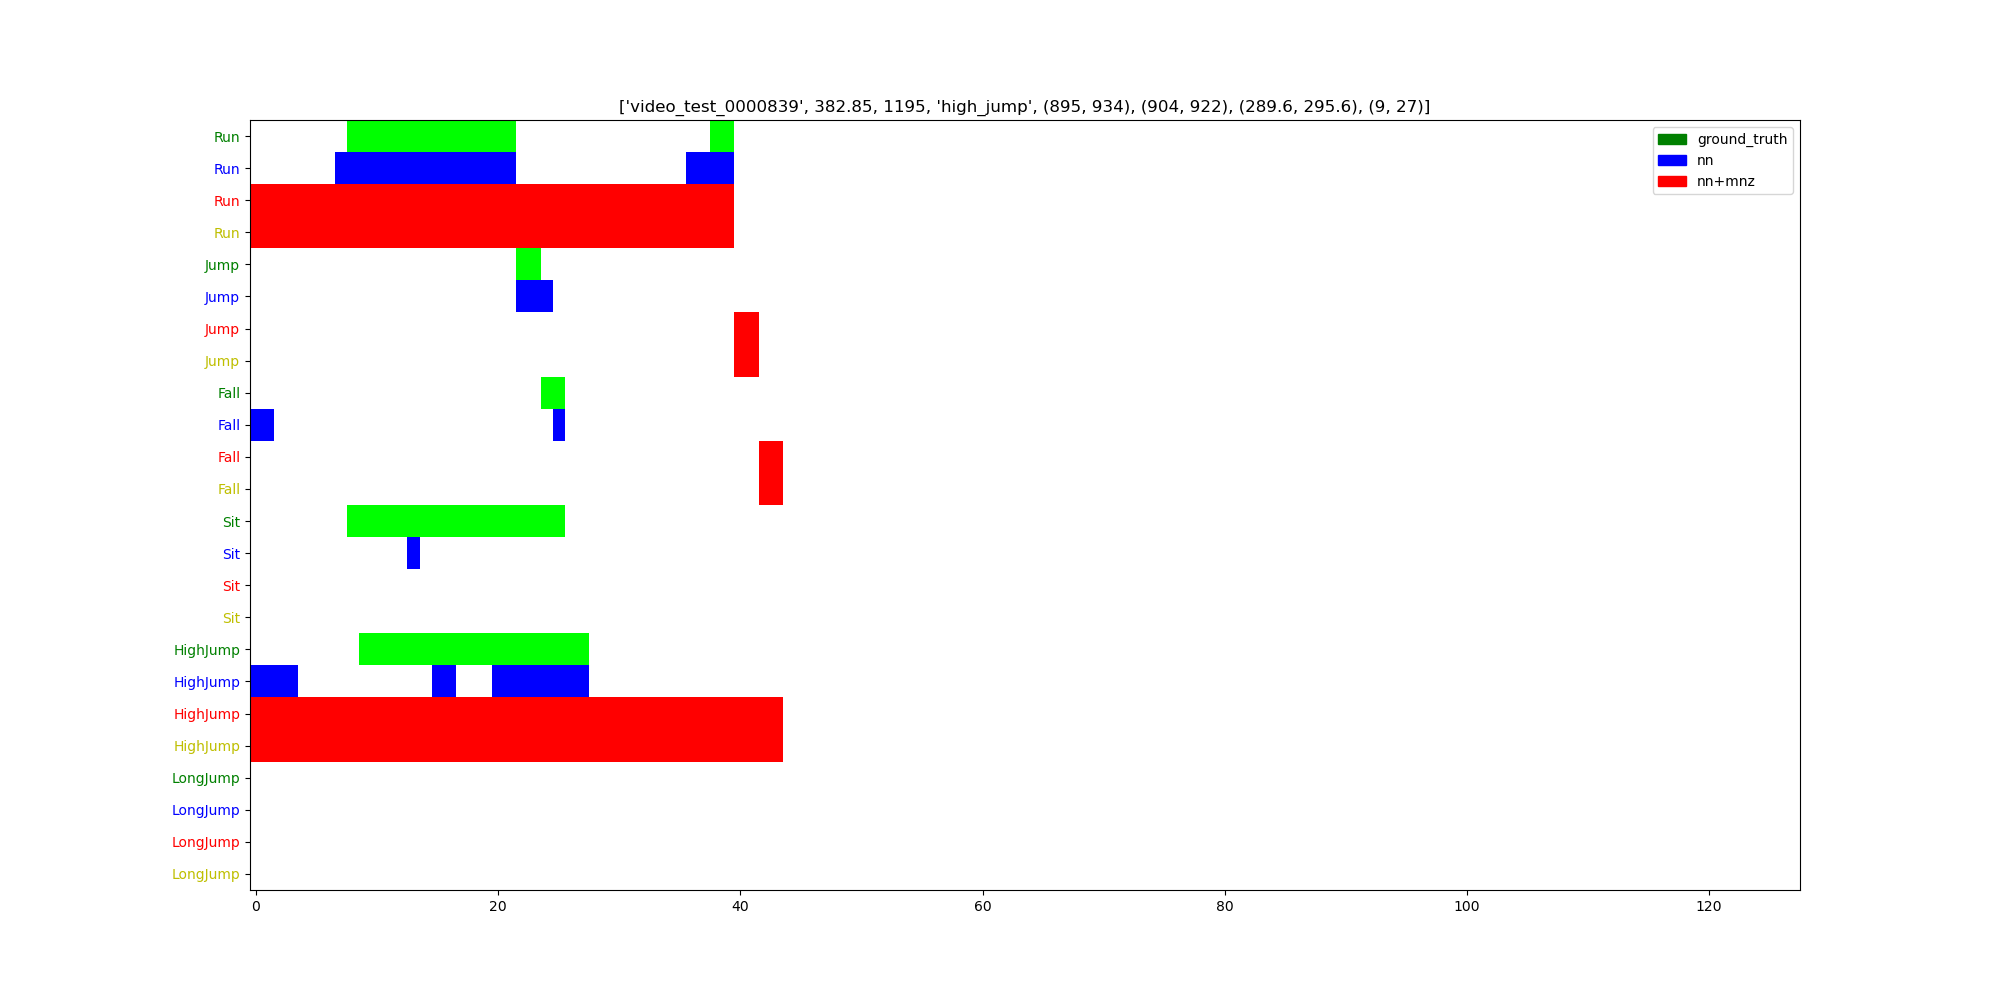 ['video_test_0000839', 382.85, 1195, 'high_jump', (895, 934), (904, 922), (289.6, 295.6), (9, 27)]
Run
Run
Run
Run
Jump
Jump
Jump
Jump
Fall
Fall
Fall
Fall
Sit
Sit
Sit
Sit
HighJump
HighJump
HighJump
HighJump
LongJump
LongJump
LongJump
LongJump
ground_truth
nn
nn+mnz
0 20 40 60 80 100 120